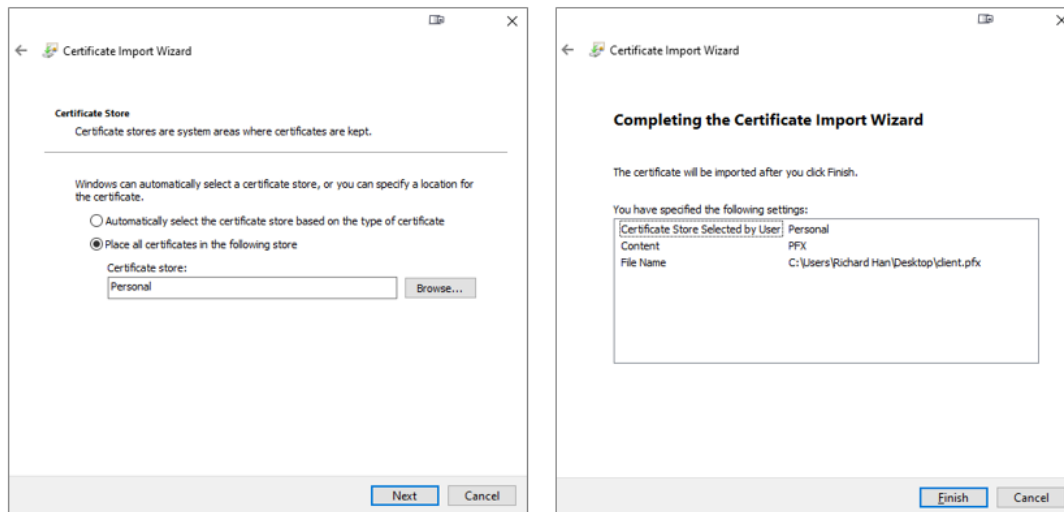 Certificate Import Wizard
Certificate Store
Certificate stores are system areas where certificates are kept.
Windows can automatically select a certificate store, or you can specify a location for
the certificate.
Automatically select the certificate store based on the type of certificate
Place all certificates in the following store
Certificate store:
Personal
Browse...
Next
Cancel
Certificate Import Wizard
Completing the Certificate Import Wizard
The certificate will be imported after you click Finish.
You have specified the following settings:
Certificate Store Selected by User Personal
Content PFX
File Name C:\Users\Richard Han\Desktop\client.pfx
Finish
Cancel